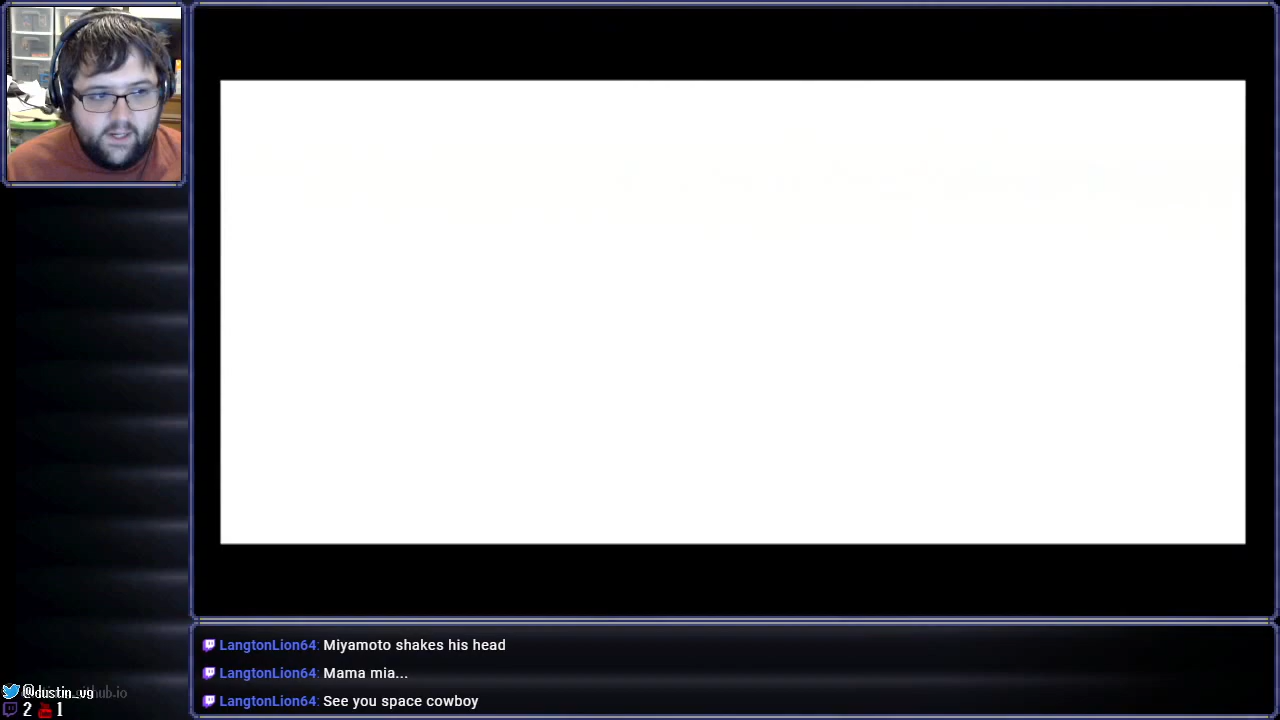 LangtonLion64: Miyamoto shakes his head
LangtonLion64: Mama mia...
LangtonLion64: See you space cowboy
@dustin_vg
2 1